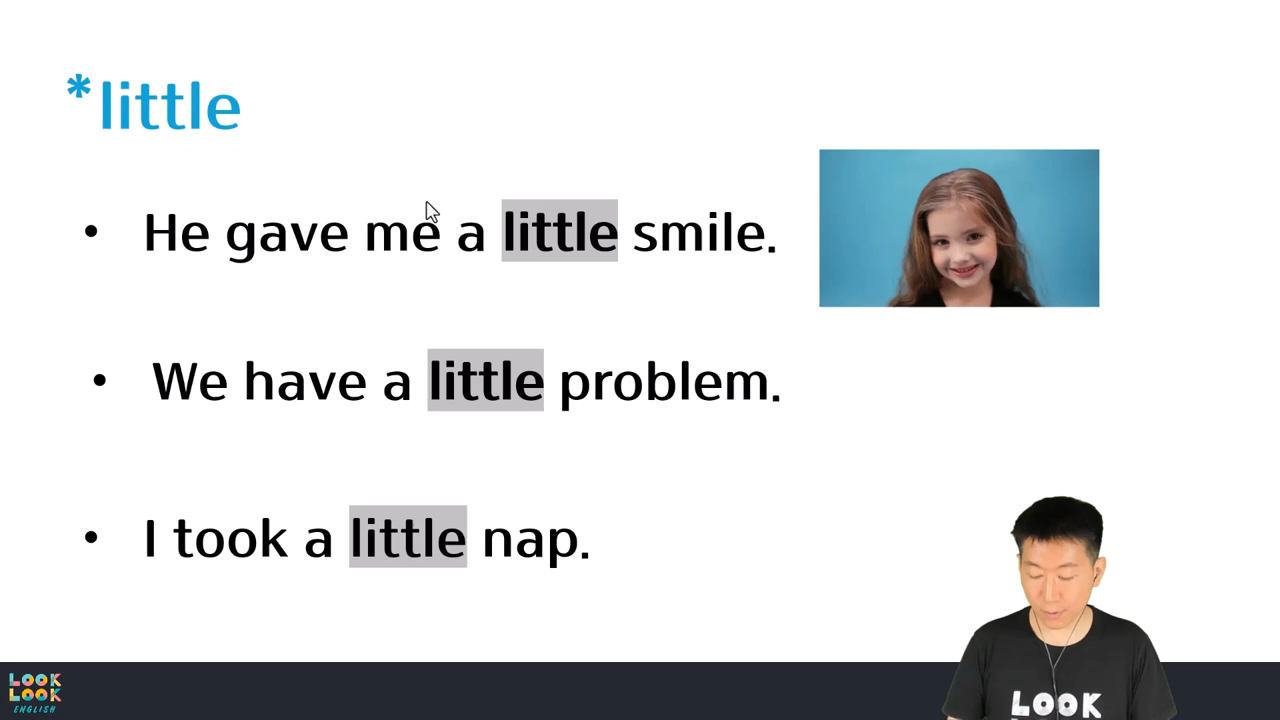 *little
• He gave me a little smile.
• We have a little problem.
• I took a little nap.
LOOK
LOOK
LOOK
ENGLISH